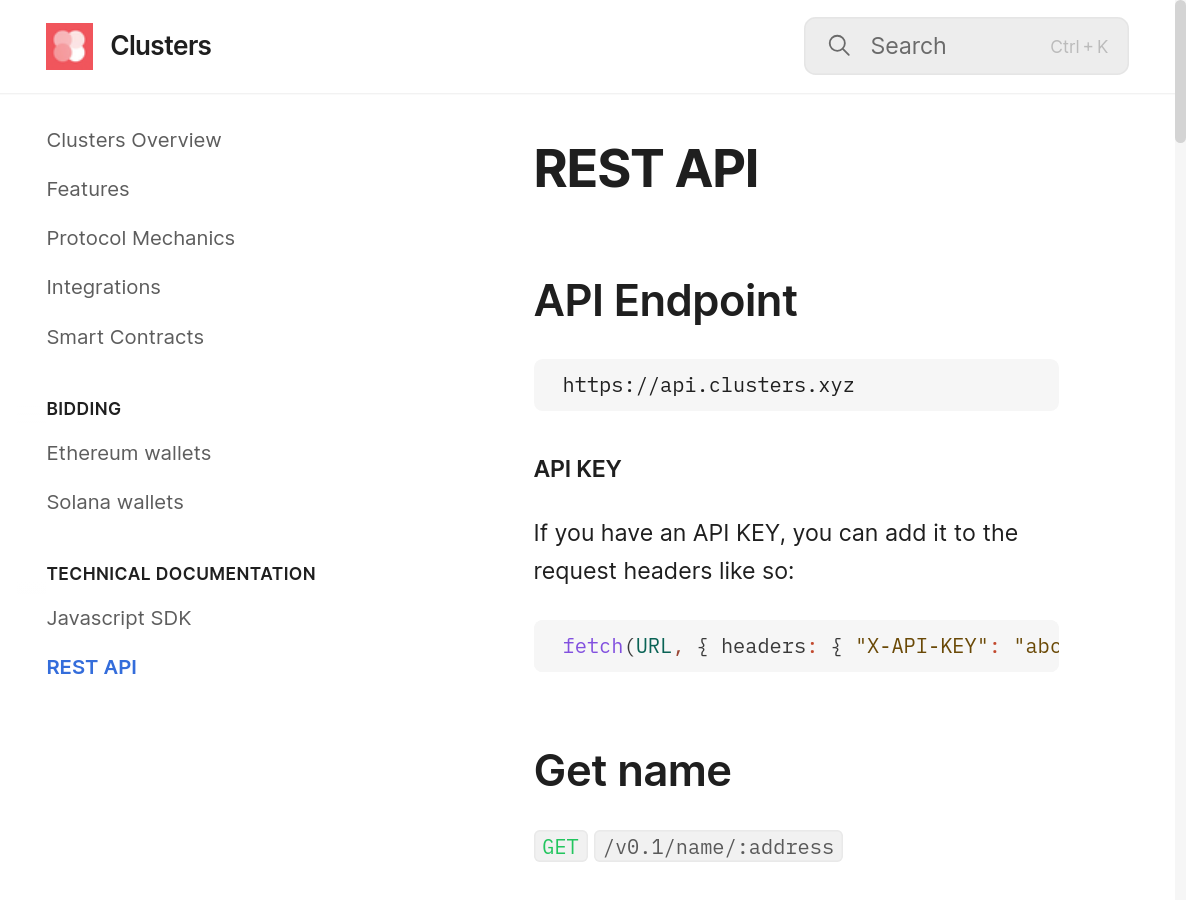 Clusters
Search
Ctrl + K
Clusters Overview
Features
Protocol Mechanics
Integrations
Smart Contracts
BIDDING
Ethereum wallets
Solana wallets
TECHNICAL DOCUMENTATION
Javascript SDK
REST API
REST API
API Endpoint
https://api.clusters.xyz
API KEY
If you have an API KEY, you can add it to the
request headers like so:
fetch(URL, { headers: { "X-API-KEY": "abc
Get name
GET /v0.1/name/:address